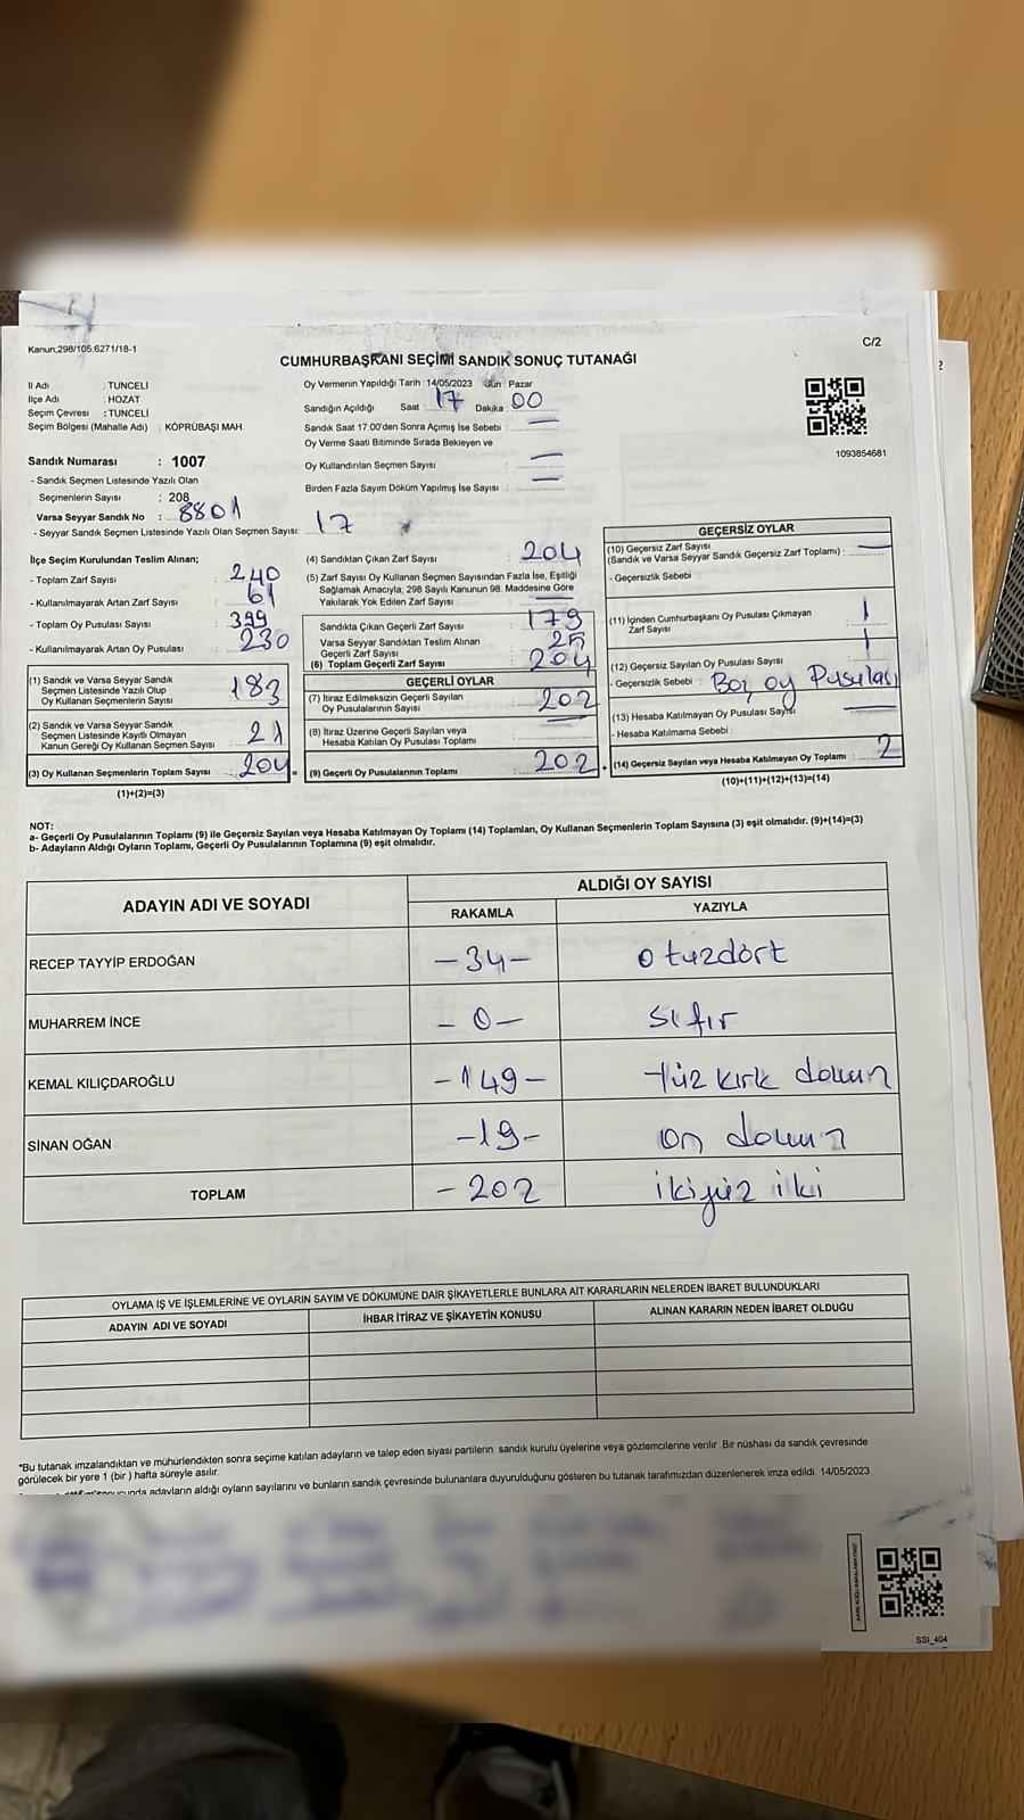 Kanun;298/105,6271/18-1
C/2
CUMHURBAŞKANI SEÇİMİ SANDIK SONUÇ TUTANAĞI
İl Adı : TUNCELİ
İlçe Adı : HOZAT
Seçim Çevresi : TUNCELİ
Seçim Bölgesi (Mahalle Adı) : KÖPRÜBAŞI MAH.
Oy Vermenin Yapıldığı Tarih : 14/05/2023 Gün : Pazar
Sandığın Açıldığı Saat : 17 Dakika : 00
Sandık Saat 17.00'den Sonra Açımış İse Sebebi : —
Oy Verme Saati Bitiminde Sırada Bekleyen ve
Oy Kullandırılan Seçmen Sayısı : —
Birden Fazla Sayım Döküm Yapılmış İse Sayısı : —
1093854681
Sandık Numarası : 1007
- Sandık Seçmen Listesinde Yazılı Olan
Seçmenlerin Sayısı : 208
Varsa Seyyar Sandık No : 8801
- Seyyar Sandık Seçmen Listesinde Yazılı Olan Seçmen Sayısı: 17
İlçe Seçim Kurulundan Teslim Alınan;
- Toplam Zarf Sayısı : 240
- Kullanılmayarak Artan Zarf Sayısı : 61
- Toplam Oy Pusulası Sayısı : 399
- Kullanılmayarak Artan Oy Pusulası : 230
(1) Sandık ve Varsa Seyyar Sandık
Seçmen Listesinde Yazılı Olup
Oy Kullanan Seçmenlerin Sayısı : 183
(2) Sandık ve Varsa Seyyar Sandık
Seçmen Listesinde Kayıtlı Olmayan
Kanun Gereği Oy Kullanan Seçmen Sayısı : 21
(3) Oy Kullanan Seçmenlerin Toplam Sayısı : 204 =
(1)+(2)=(3)
(4) Sandıktan Çıkan Zarf Sayısı : 204
(5) Zarf Sayısı Oy Kullanan Seçmen Sayısından Fazla İse, Eşitliği
Sağlamak Amacıyla; 298 Sayılı Kanunun 98. Maddesine Göre
Yakılarak Yok Edilen Zarf Sayısı : —
Sandıkta Çıkan Geçerli Zarf Sayısı : 179
Varsa Seyyar Sandıktan Teslim Alınan
Geçerli Zarf Sayısı : 25
(6) Toplam Geçerli Zarf Sayısı : 204
GEÇERLİ OYLAR
(7) İtiraz Edilmeksizin Geçerli Sayılan
Oy Pusulalarının Sayısı : 202
(8) İtiraz Üzerine Geçerli Sayılan veya
Hesaba Katılan Oy Pusulası Toplamı : —
(9) Geçerli Oy Pusulalarının Toplamı : 202 +
GEÇERSİZ OYLAR
(10) Geçersiz Zarf Sayısı
(Sandık ve Varsa Seyyar Sandık Geçersiz Zarf Toplamı) : —
- Geçersizlik Sebebi
(11) İçinden Cumhurbaşkanı Oy Pusulası Çıkmayan
Zarf Sayısı : 1
(12) Geçersiz Sayılan Oy Pusulası Sayısı : 1
- Geçersizlik Sebebi : Boş oy Pusulası
(13) Hesaba Katılmayan Oy Pusulası Sayısı : —
- Hesaba Katılmama Sebebi :
(14) Geçersiz Sayılan veya Hesaba Katılmayan Oy Toplamı : 2
(10)+(11)+(12)+(13)=(14)
NOT:
a- Geçerli Oy Pusulalarının Toplamı (9) ile Geçersiz Sayılan veya Hesaba Katılmayan Oy Toplamı (14) Toplamları, Oy Kullanan Seçmenlerin Toplam Sayısına (3) eşit olmalıdır. (9)+(14)=(3)
b- Adayların Aldığı Oyların Toplamı, Geçerli Oy Pusulalarının Toplamına (9) eşit olmalıdır.
ADAYIN ADI VE SOYADI ALDIĞI OY SAYISI
RAKAMLA YAZIYLA
RECEP TAYYİP ERDOĞAN -34- otuzdört
MUHARREM İNCE -0- sıfır
KEMAL KILIÇDAROĞLU -149- Yüz kırk dokuz
SİNAN OĞAN -19- on dokuz
TOPLAM -202 ikiyüz iki
OYLAMA İŞ VE İŞLEMLERİNE VE OYLARIN SAYIM VE DÖKÜMÜNE DAİR ŞİKAYETLERLE BUNLARA AİT KARARLARIN NELERDEN İBARET BULUNDUKLARI
ADAYIN ADI VE SOYADI İHBAR İTİRAZ VE ŞİKAYETİN KONUSU ALINAN KARARIN NEDEN İBARET OLDUĞU
*Bu tutanak imzalandıktan ve mühürlendikten sonra seçime katılan adayların ve talep eden siyasi partilerin sandık kurulu üyelerine veya gözlemcilerine verilir. Bir nüshası da sandık çevresinde
görülecek bir yere 1 (bir) hafta süreyle asılır.
adayların aldığı oyların sayılarını ve bunların sandık çevresinde bulunanlara duyurulduğunu gösteren bu tutanak tarafımızdan düzenlenerek imza edildi. 14/05/2023
SSI_404